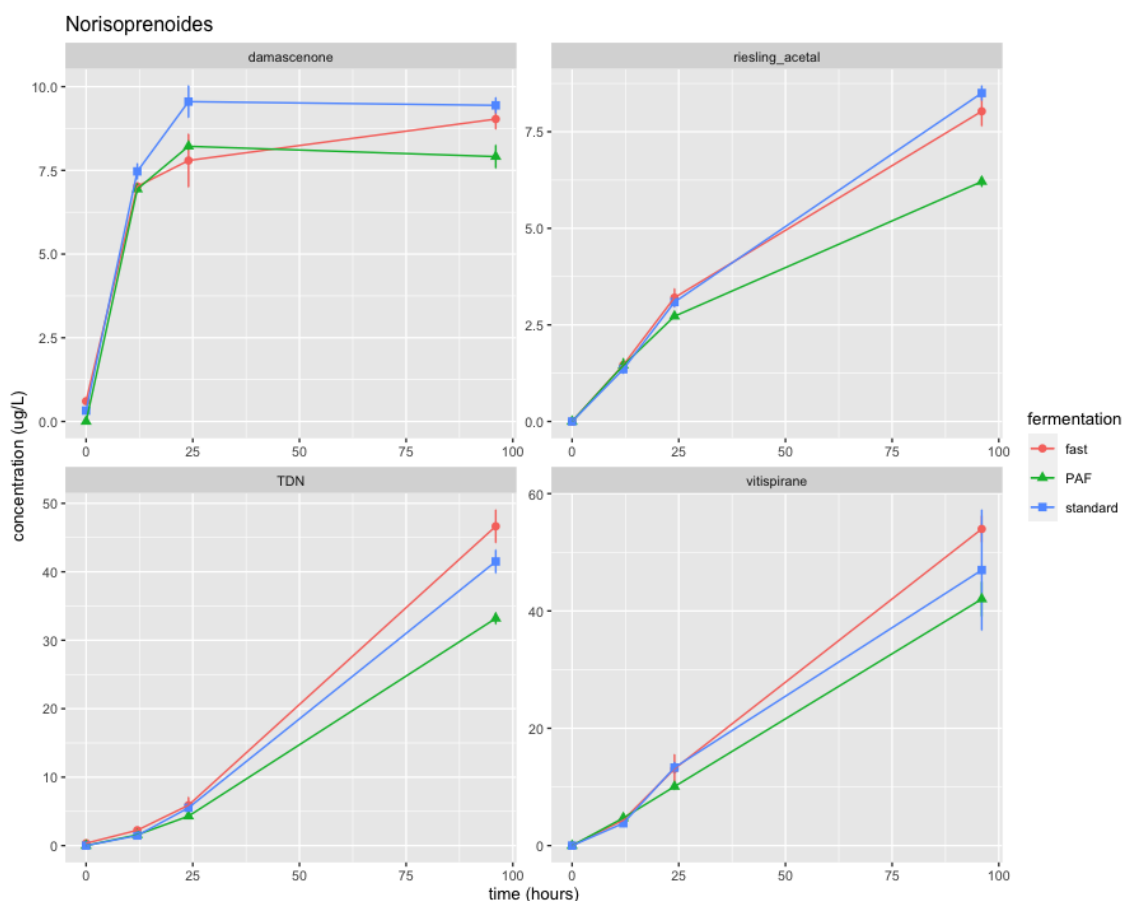 Norisoprenoides
damascenone
riesling_acetal
10.0
7.5
5.0
2.5
0.0
7.5
5.0
2.5
0.0
0 25 50 75 100
0 25 50 75 100
concentration (ug/L)
TDN
vitispirane
50
40
30
20
10
0
60
40
20
0
0 25 50 75 100
0 25 50 75 100
time (hours)
fermentation
fast
PAF
standard